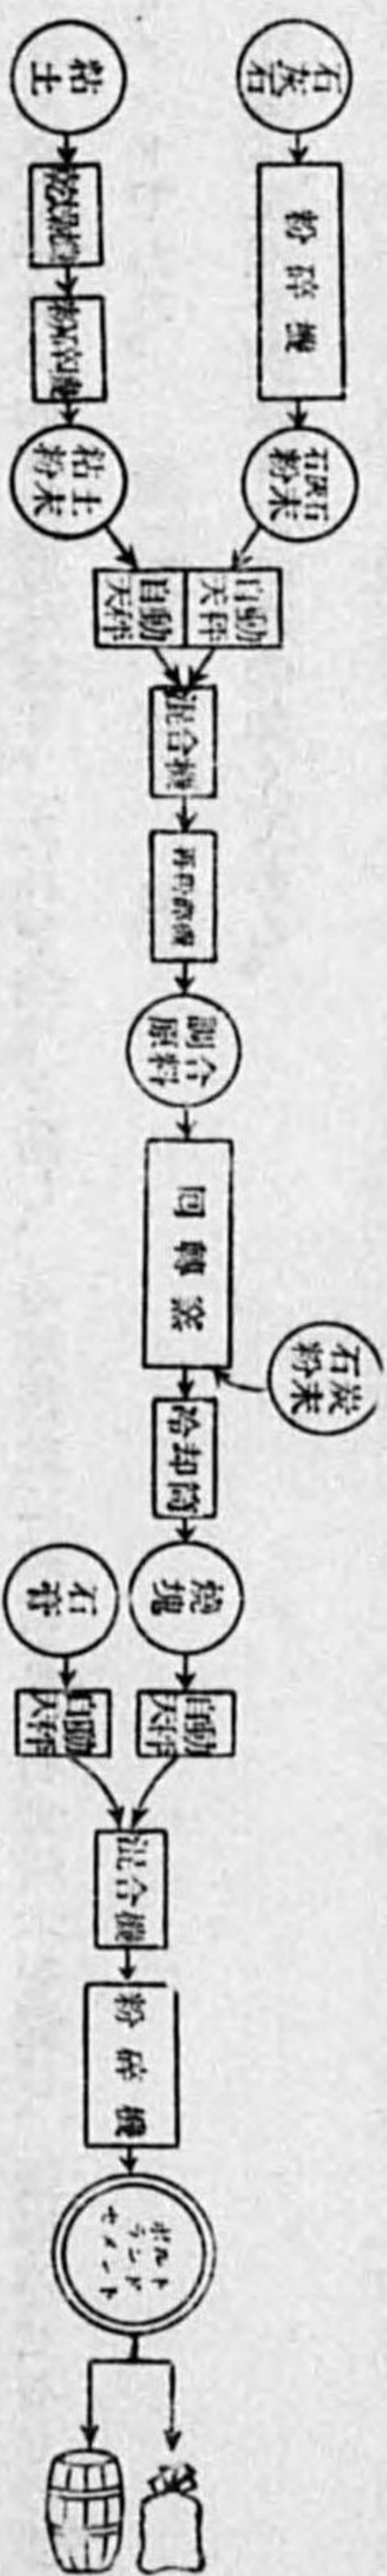 石灰石
粉碎機
石灰石
粉末
自動
天秤
粘土
粘土
粉末
自動
天秤
混合機
調合
原料
回轉窯
石炭
粉末
冷却筒
燒塊
自動
天秤
石膏
自動
天秤
混合機
粉碎機
ポルト
ランド
セメント